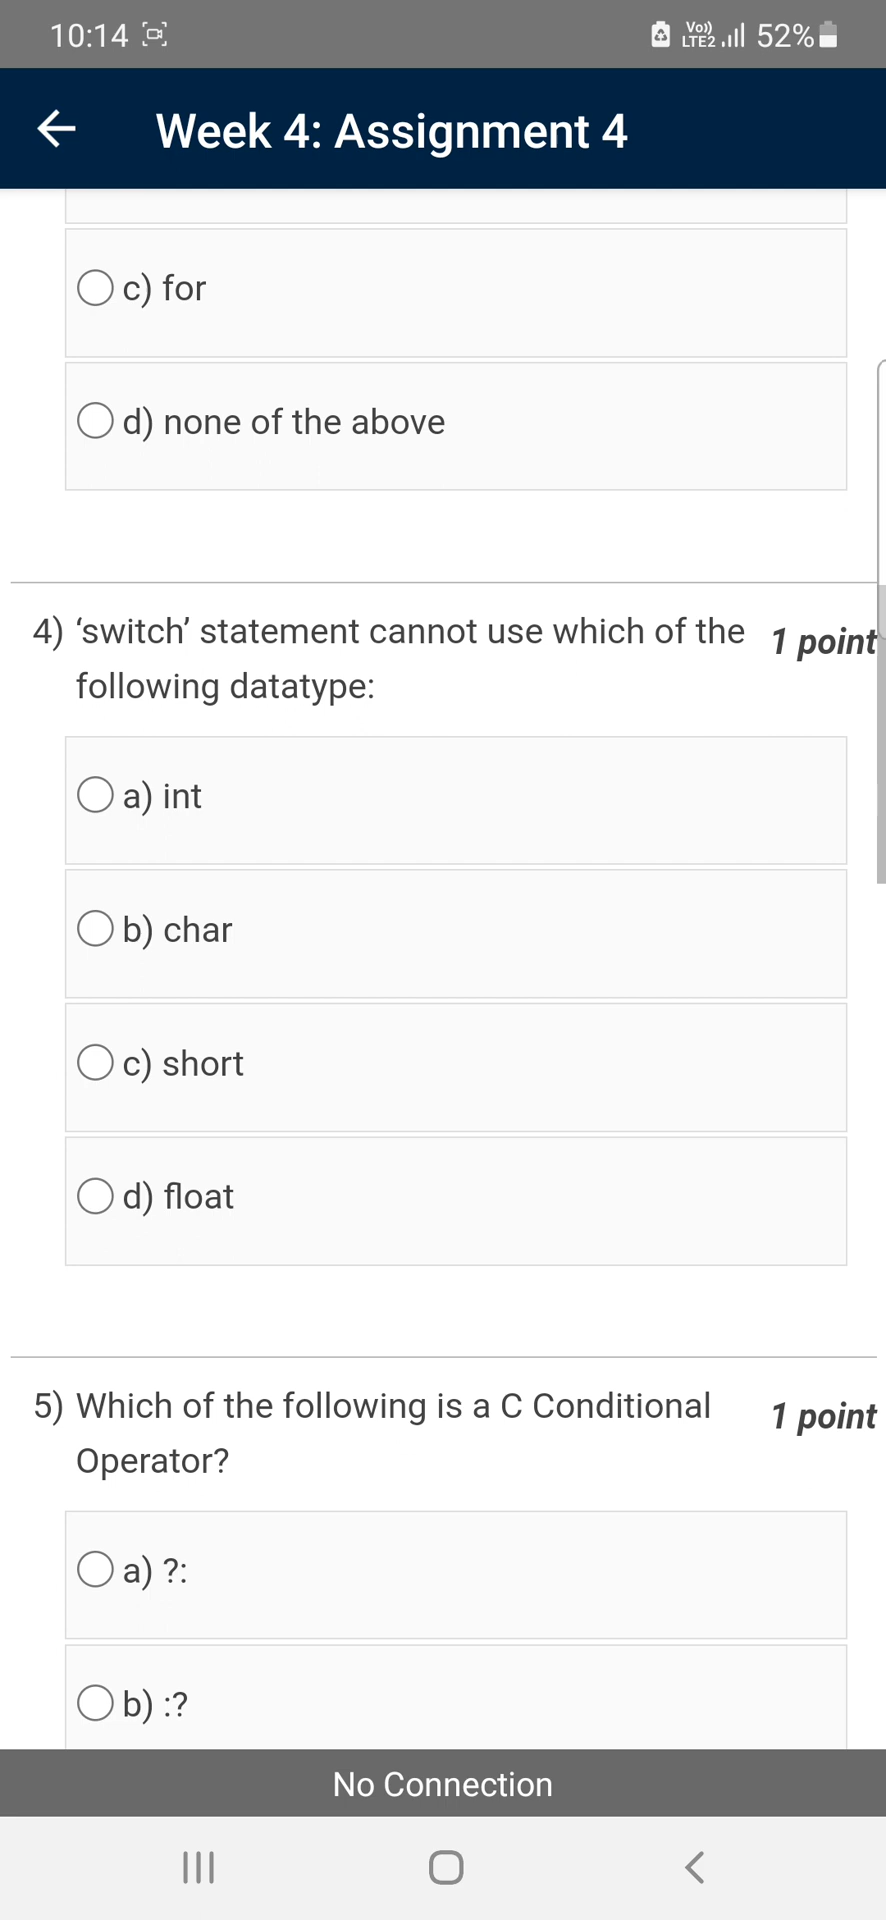 10:14
Vo))
LTE2
52%
Week 4: Assignment 4
c) for
d) none of the above
4) ‘switch’ statement cannot use which of the
1 point
following datatype:
a) int
b) char
c) short
d) float
5) Which of the following is a C Conditional
1 point
Operator?
a) ?:
b) :?
No Connection